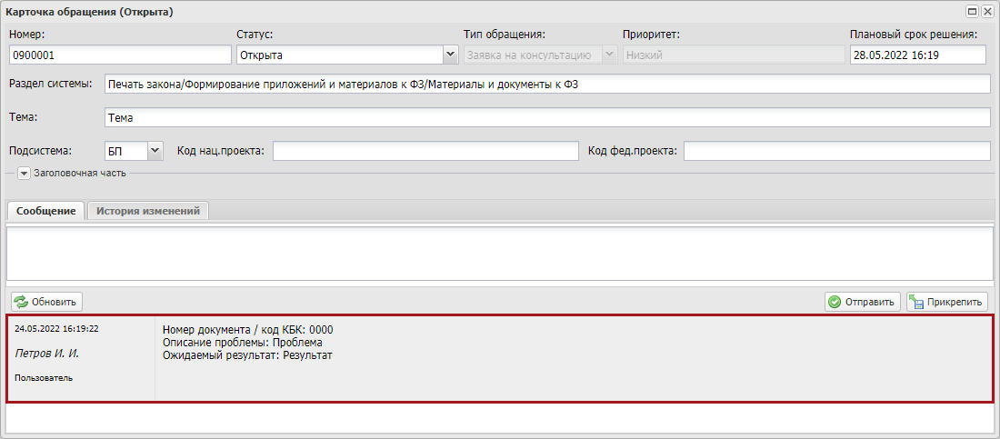 Карточка обращения (Открыта)
Номер: Статус: Тип обращения: Приоритет: Плановый срок решения:
0900001 Открыта Заявка на консультацию Низкий 28.05.2022 16:19
Раздел системы: Печать закона/Формирование приложений и материалов к ФЗ/Материалы и документы к ФЗ
Тема: Тема
Подсистема: БП Код нац.проекта: Код фед.проекта:
Заголовочная часть
Сообщение История изменений
Обновить Отправить Прикрепить
24.05.2022 16:19:22
Петров И. И.
Пользователь
Номер документа / код КБК: 0000
Описание проблемы: Проблема
Ожидаемый результат: Результат